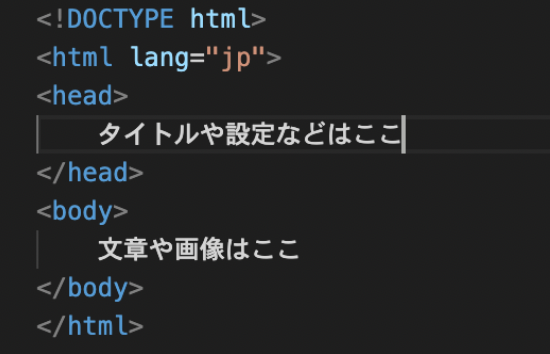 <!DOCTYPE html>
<html lang="jp">
<head>
タイトルや設定などはここ
</head>
<body>
文章や画像はここ
</body>
</html>